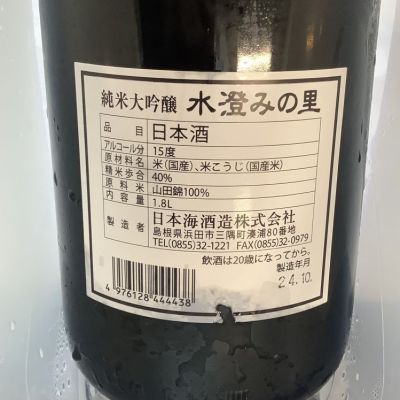 純米大吟醸 水澄みの里
品目 日本酒
アルコール分 15度
原材料名 米(国産)、米こうじ(国産米)
精米歩合 40%
原料米 山田錦100%
内容量 1.8L
製造者 日本海酒造株式会社
島根県浜田市三隅町湊浦80番地
TEL(0855)32-1221 FAX(0855)32-0979
飲酒は20歳になってから。
製造年月
24.10.
4 976128 444438